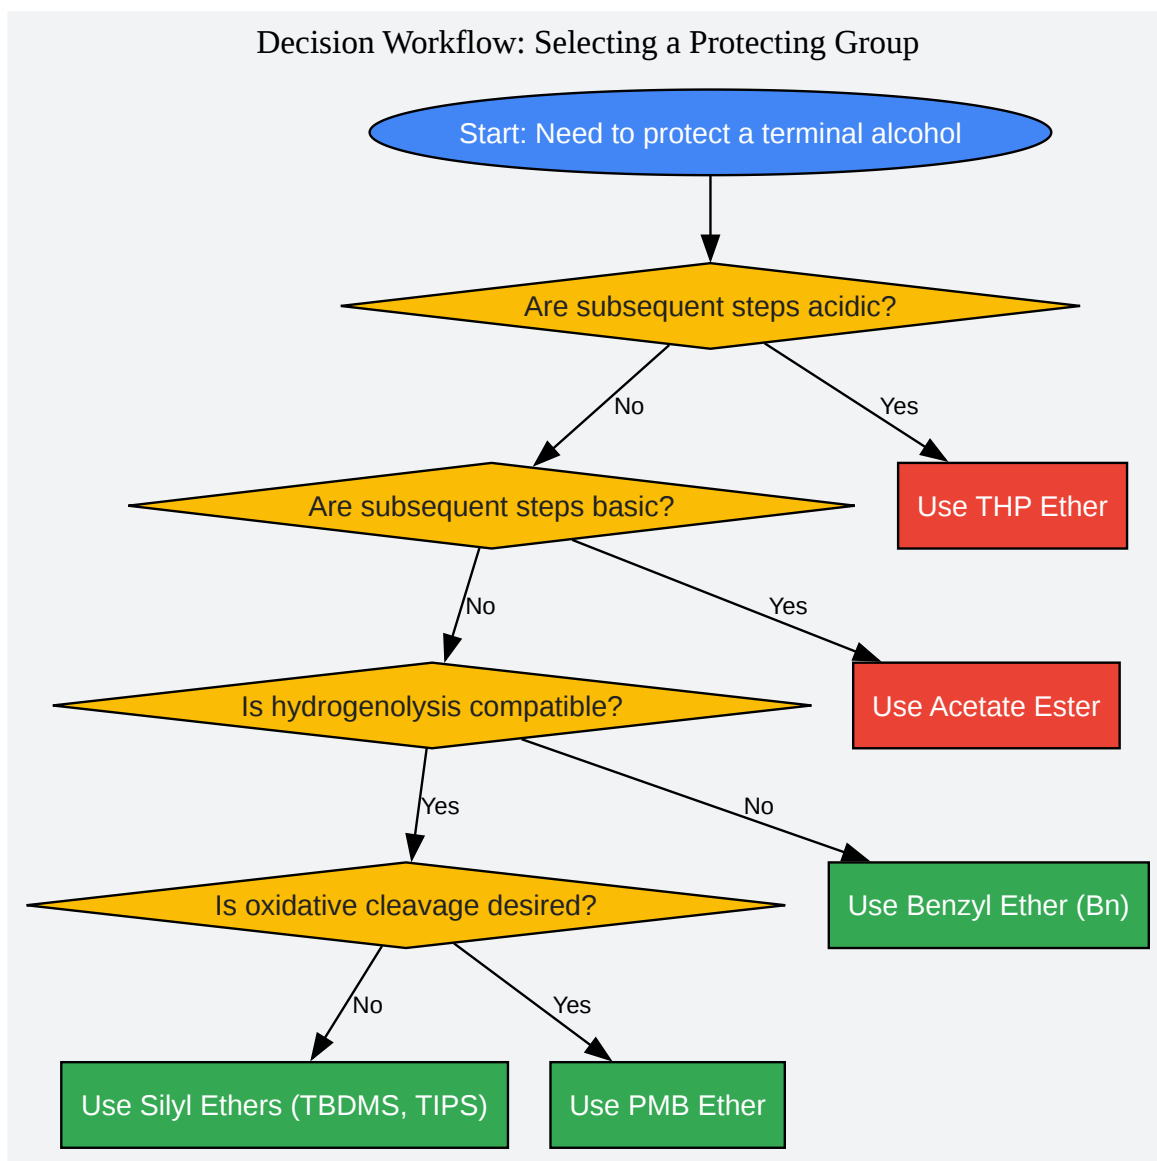 Decision Workflow: Selecting a Protecting Group
Start: Need to protect a terminal alcohol
Are subsequent steps acidic?
No
Yes
Are subsequent steps basic?
Use THP Ether
No
Yes
Is hydrogenolysis compatible?
Use Acetate Ester
Yes
No
Is oxidative cleavage desired?
Use Benzyl Ether (Bn)
No
Yes
Use Silyl Ethers (TBDMS, TIPS)
Use PMB Ether